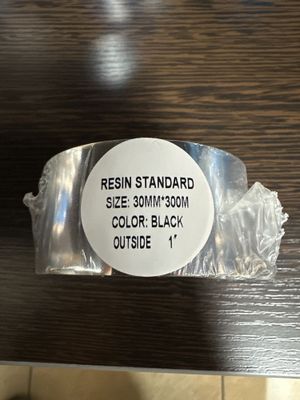 RESIN STANDARD
SIZE: 30MM*300M
COLOR: BLACK
OUTSIDE 1"